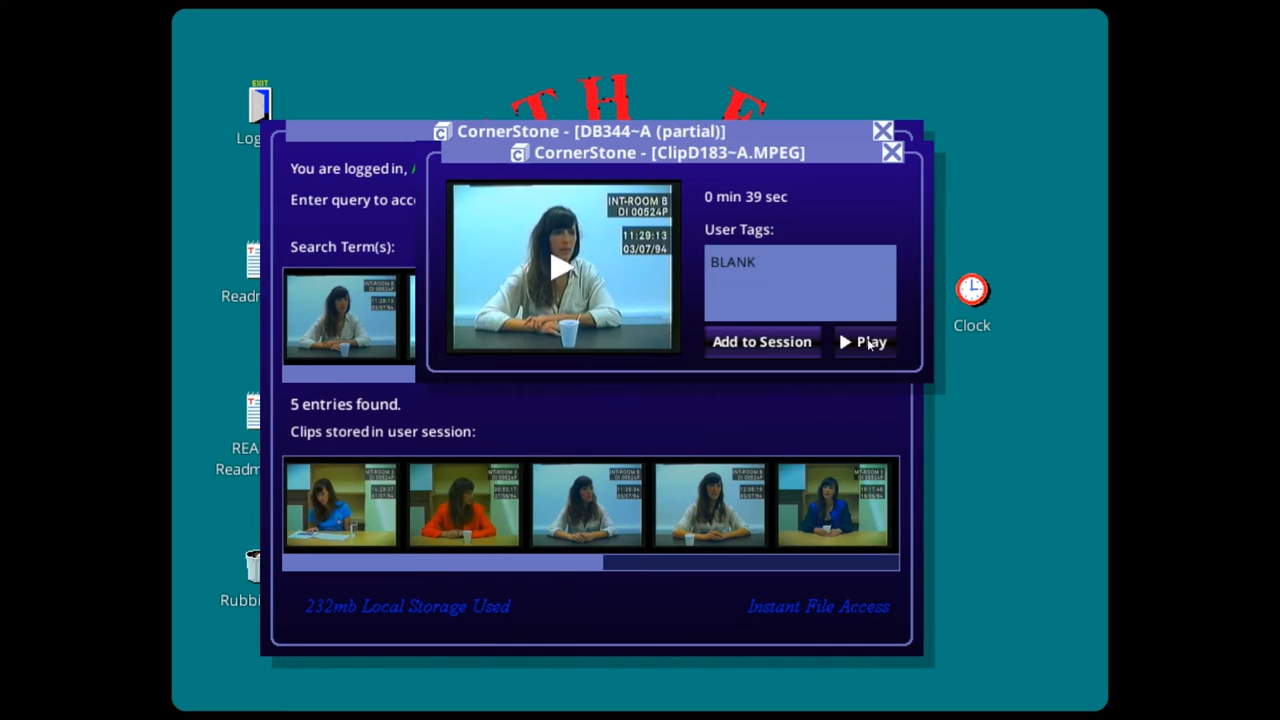 EXIT
T H E
Log
CornerStone - [DB344~A (partial)]
CornerStone - [ClipD183~A.MPEG]
You are logged in,
Enter query to acc
Search Term(s):
INT-ROOM B
DI 00524P
11:29:13
03/07/94
0 min 39 sec
User Tags:
BLANK
Add to Session
Play
Readr
Clock
REA
Readm
5 entries found.
Clips stored in user session:
Rubbi
232mb Local Storage Used
Instant File Access